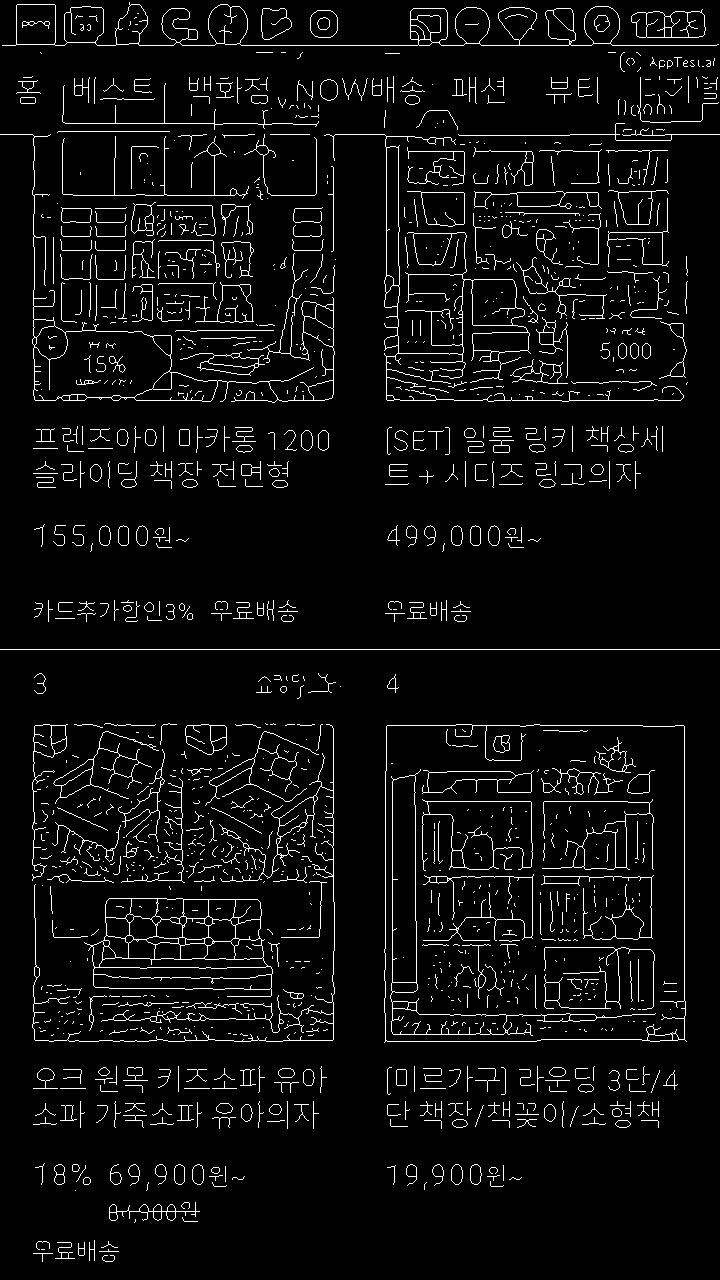 12:23
AppTest.ai
홈 베스트 백화점 NOW배송 패션 뷰티 디지털
iloom
15%
5,000
프렌즈아이 마카롱 1200
슬라이딩 책장 전면형
155,000원~
카드추가할인3% 무료배송
[SET] 일룸 링키 책상세
트 + 시디즈 링고의자
499,000원~
무료배송
3
4
오크 원목 키즈소파 유아
소파 가죽소파 유아의자
18% 69,900원~
84,900원
무료배송
[미르가구] 라운딩 3단/4
단 책장/책꽂이/소형책
19,900원~